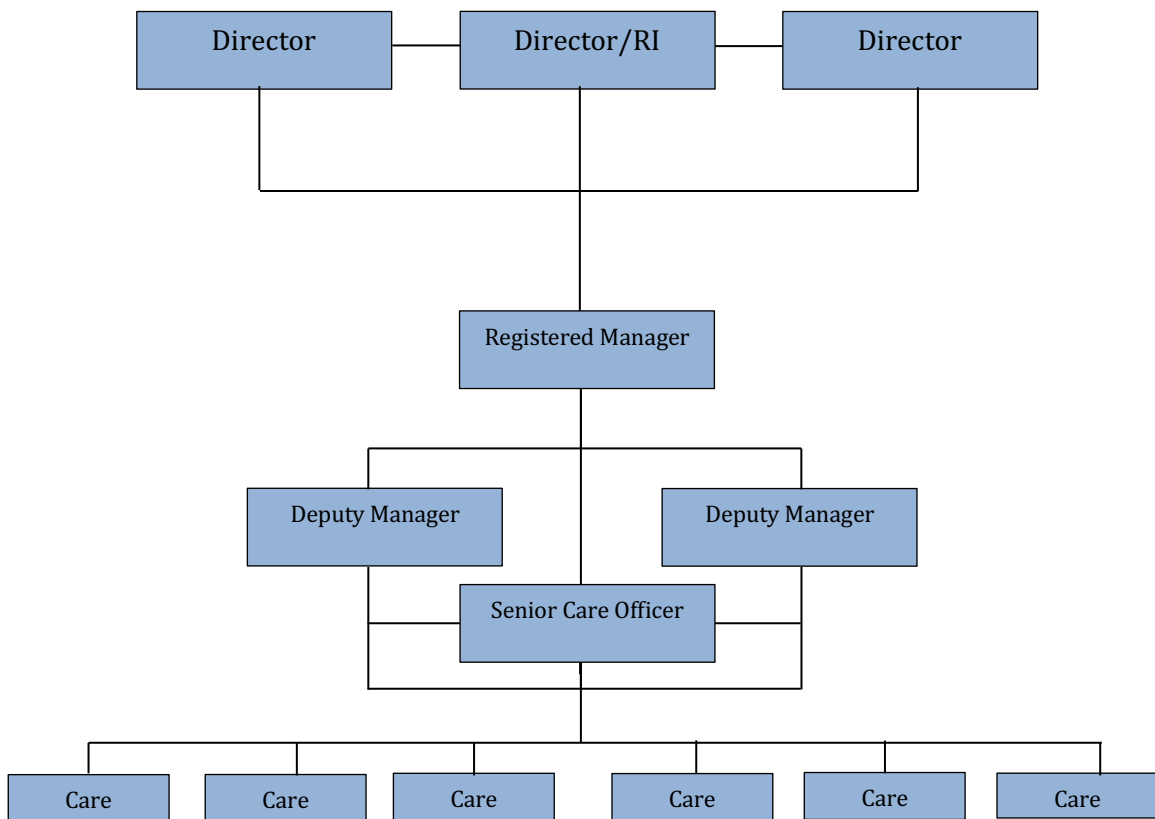 Director
Director/RI
Director
Registered Manager
Deputy Manager
Deputy Manager
Senior Care Officer
Care
Care
Care
Care
Care
Care